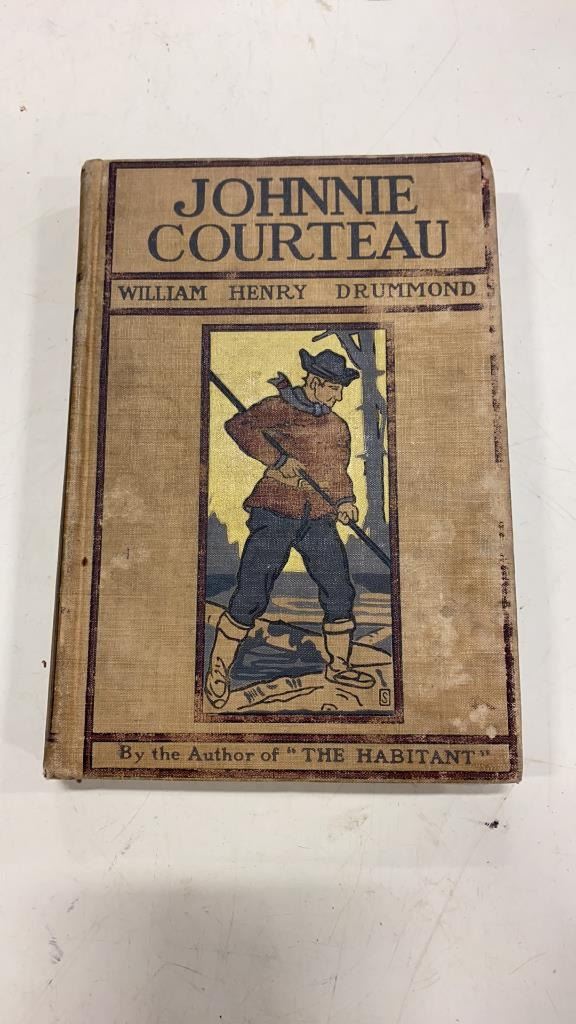 JOHNNIE
COURTEAU
WILLIAM HENRY DRUMMOND
S
By the Author of "THE HABITANT"